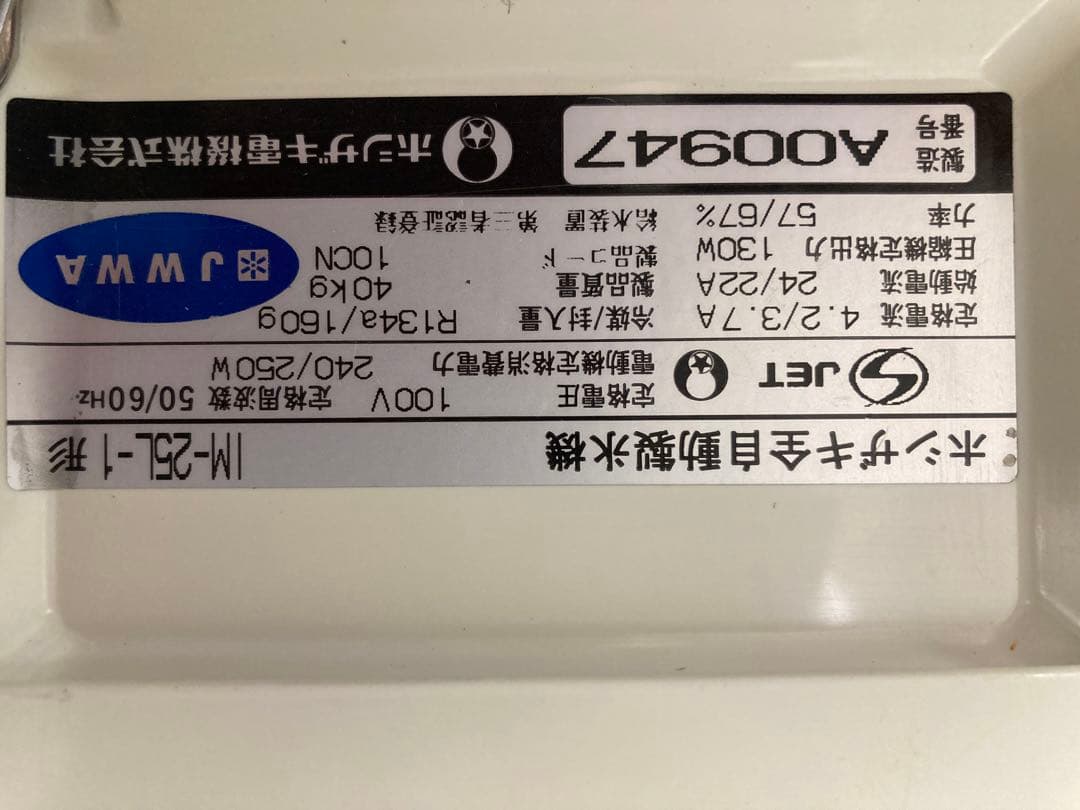 ホシザキ全自動製氷機 IM-25L-1 形
JET 定格電圧 100V 定格周波数 50/60Hz
電動機定格消費電力 240/250W
定格電流 4.2/3.7A 冷媒/封入量 R134a/160g
始動電流 24/22A 製品質量 40kg
圧縮機定格出力 130W 製品コード 10CN
力率 57/67% 給水装置 第三者認証登録
JWWA
製造番号 A00947 ホシザキ電機株式会社